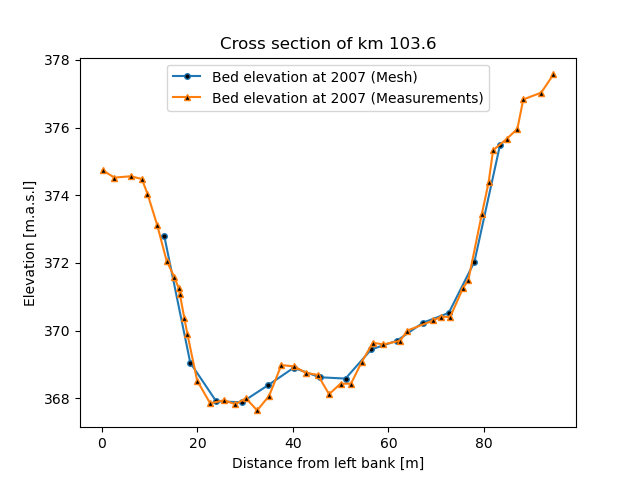 Cross section of km 103.6
Bed elevation at 2007 (Mesh)
Bed elevation at 2007 (Measurements)
Elevation [m.a.s.l]
378
376
374
372
370
368
0 20 40 60 80
Distance from left bank [m]